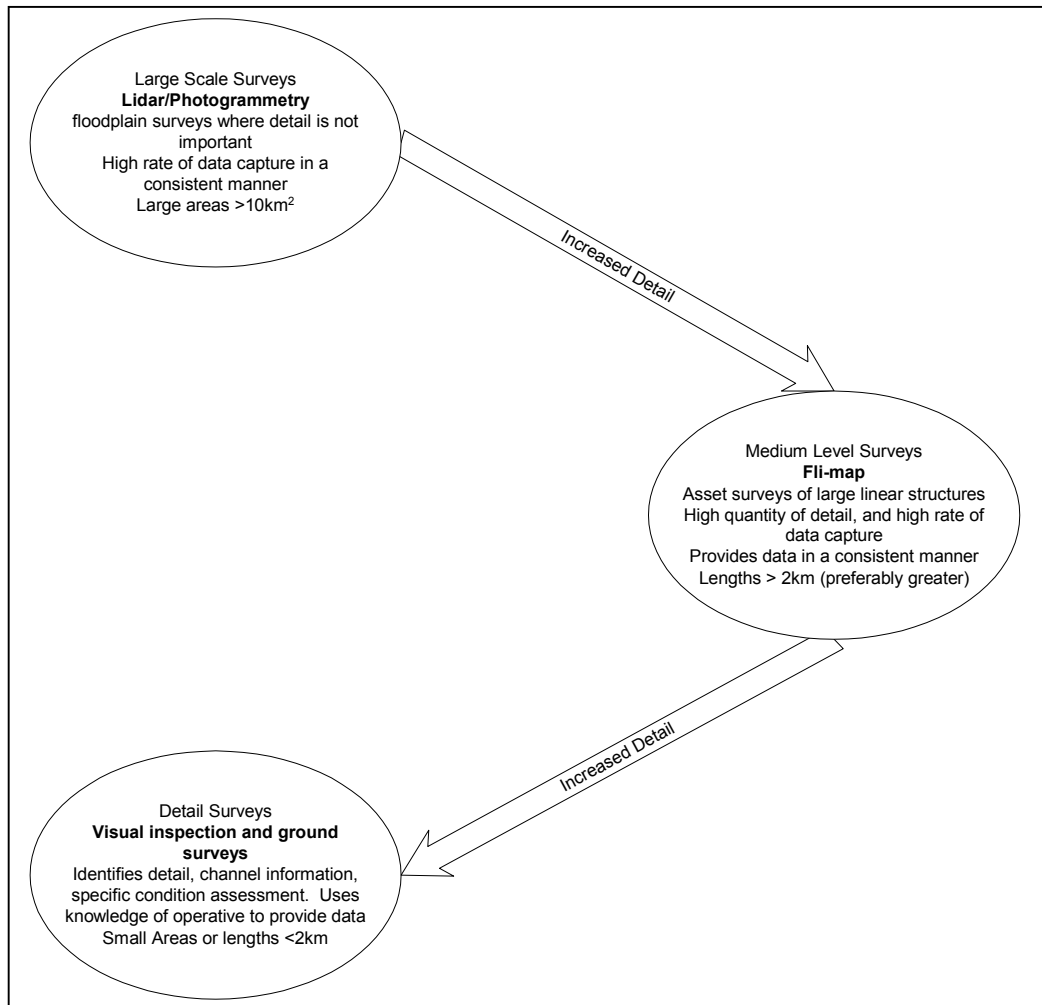 Large Scale Surveys
Lidar/Photogrammetry
floodplain surveys where detail is not
important
High rate of data capture in a
consistent manner
Large areas >10km²
Increased Detail
Medium Level Surveys
Fli-map
Asset surveys of large linear structures
High quantity of detail, and high rate of
data capture
Provides data in a consistent manner
Lengths > 2km (preferably greater)
Increased Detail
Detail Surveys
Visual inspection and ground
surveys
Identifies detail, channel information,
specific condition assessment.  Uses
knowledge of operative to provide data
Small Areas or lengths <2km